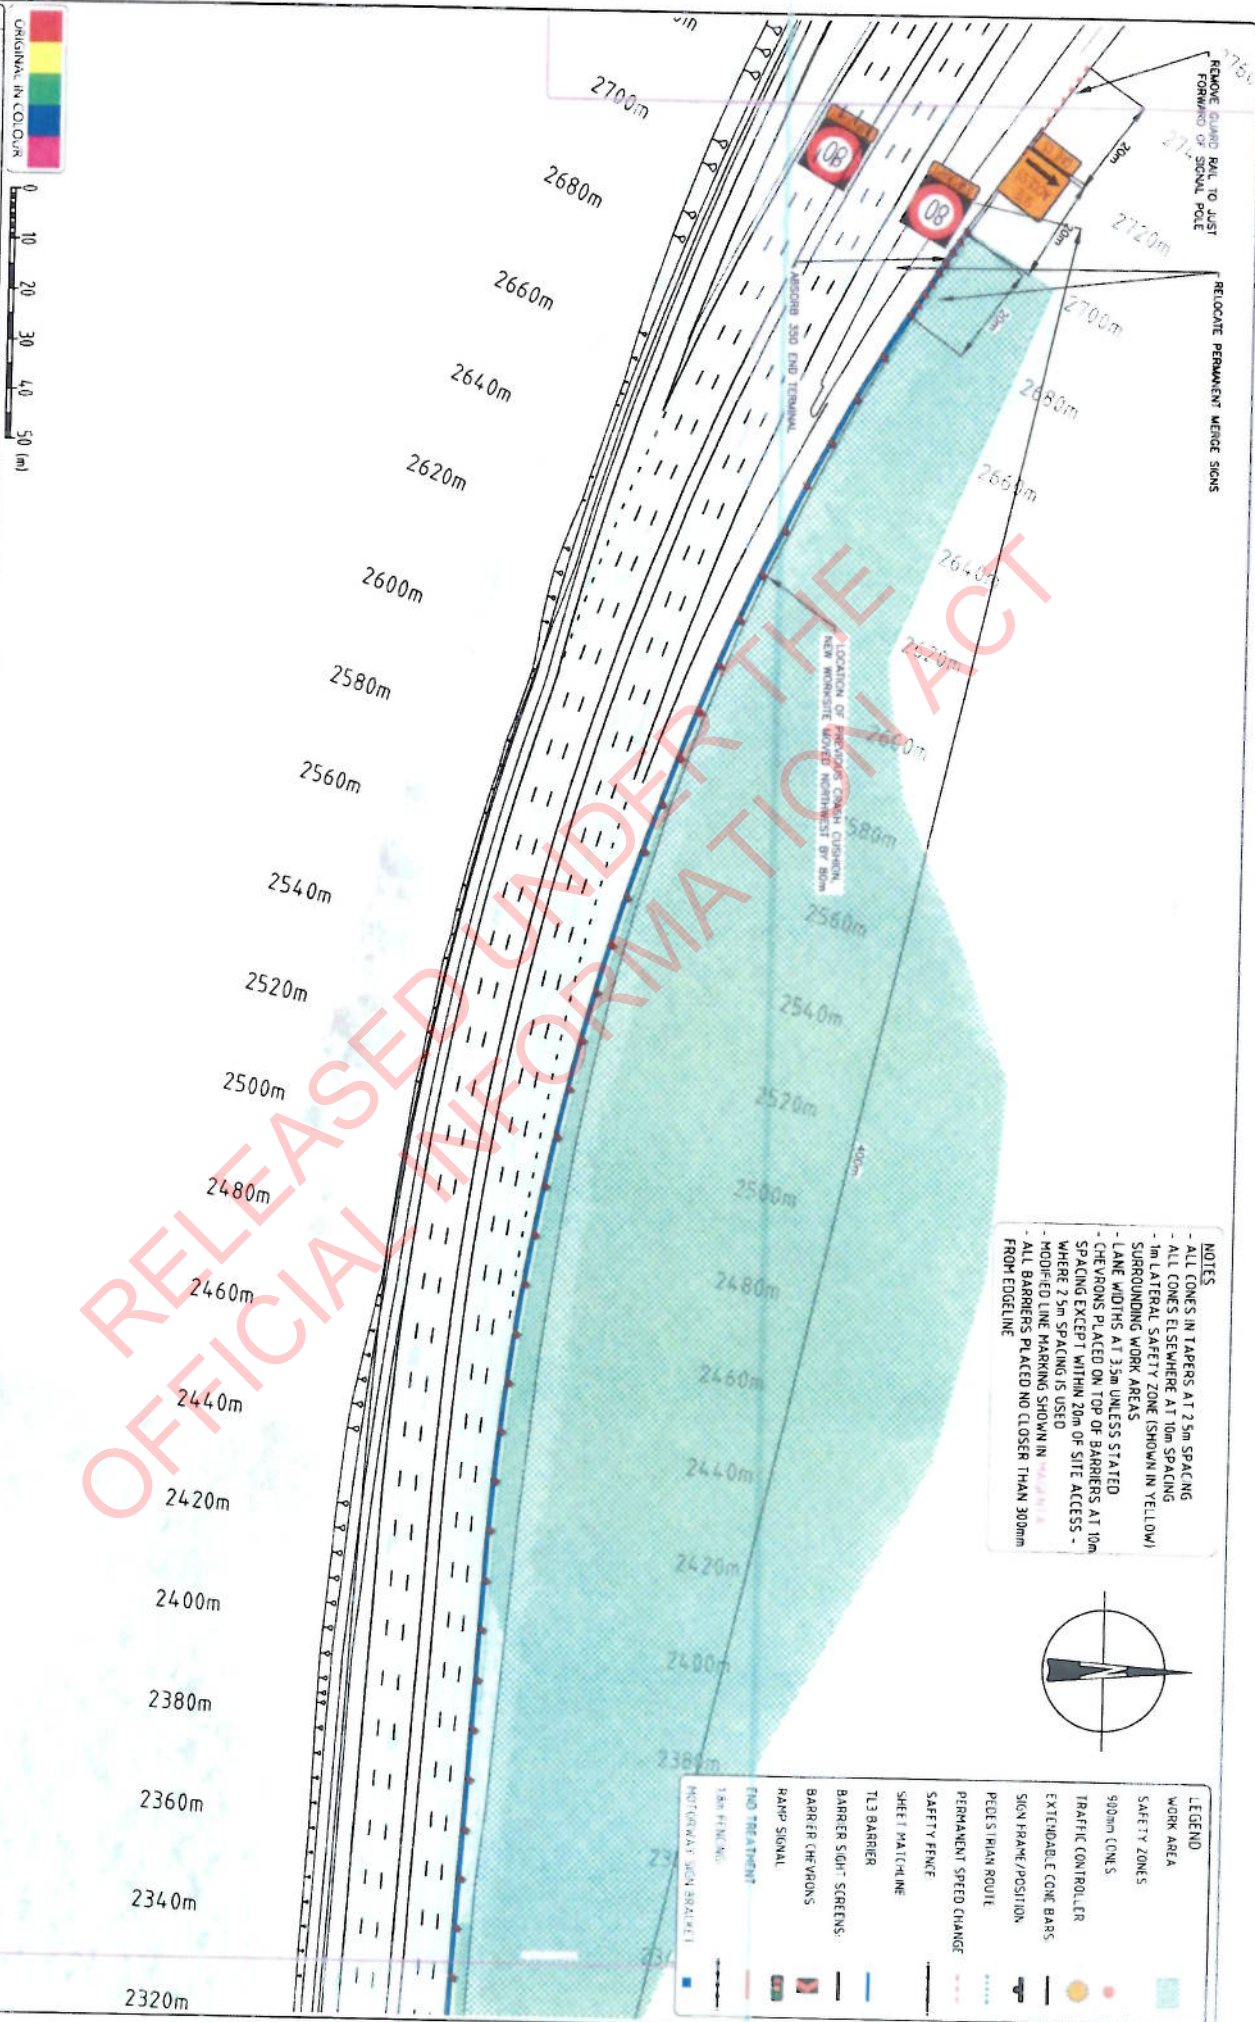 REMOVE GUARD RAIL TO JUST
FORWARD OF SIGNAL POLE
RELOCATE PERMANENT MERGE SIGNS
20m
20m
20m
80
80
ABSORB 350 END TERMINAL
LOCATION OF PREVIOUS CRASH CUSHION.
NEW WORKSITE MOVED NORTHWEST BY 80m
400m
2720m
2700m
2680m
2660m
2640m
2620m
2600m
2580m
2560m
2540m
2520m
2500m
2480m
2460m
2440m
2420m
2400m
2380m
2700m
2680m
2660m
2640m
2620m
2600m
2580m
2560m
2540m
2520m
2500m
2480m
2460m
2440m
2420m
2400m
2380m
2360m
2340m
2320m
NOTES
- ALL CONES IN TAPERS AT 2.5m SPACING
- ALL CONES ELSEWHERE AT 10m SPACING
- 1m LATERAL SAFETY ZONE (SHOWN IN YELLOW)
SURROUNDING WORK AREAS
- LANE WIDTHS AT 3.5m UNLESS STATED
- CHEVRONS PLACED ON TOP OF BARRIERS AT 10m
SPACING EXCEPT WITHIN 20m OF SITE ACCESS -
WHERE 2.5m SPACING IS USED
- MODIFIED LINE MARKING SHOWN IN MAGENTA
- ALL BARRIERS PLACED NO CLOSER THAN 300mm
FROM EDGELINE
LEGEND
WORK AREA
SAFETY ZONES
900mm CONES
TRAFFIC CONTROLLER
EXTENDABLE CONE BARS
SIGN FRAME/POSITION
PEDESTRIAN ROUTE
PERMANENT SPEED CHANGE
SAFETY FENCE
SHEET MATCHLINE
TL3 BARRIER
BARRIER SIGHT SCREENS
BARRIER CHEVRONS
RAMP SIGNAL
END TREATMENT
1.8m FENCING
MOTORWAY SIGN BRACKET
ORIGINAL IN COLOUR
0 10 20 30 40 50 (m)
RELEASED UNDER THE
OFFICIAL INFORMATION ACT